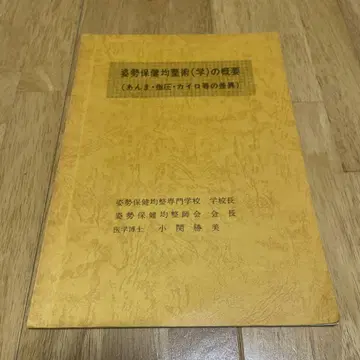 姿勢保健均整術(学)の概要
(あんま・指圧・カイロ等の差異)
姿勢保健均整専門学校 学校長
姿勢保健均整師会 会長
医学博士 小関勝美